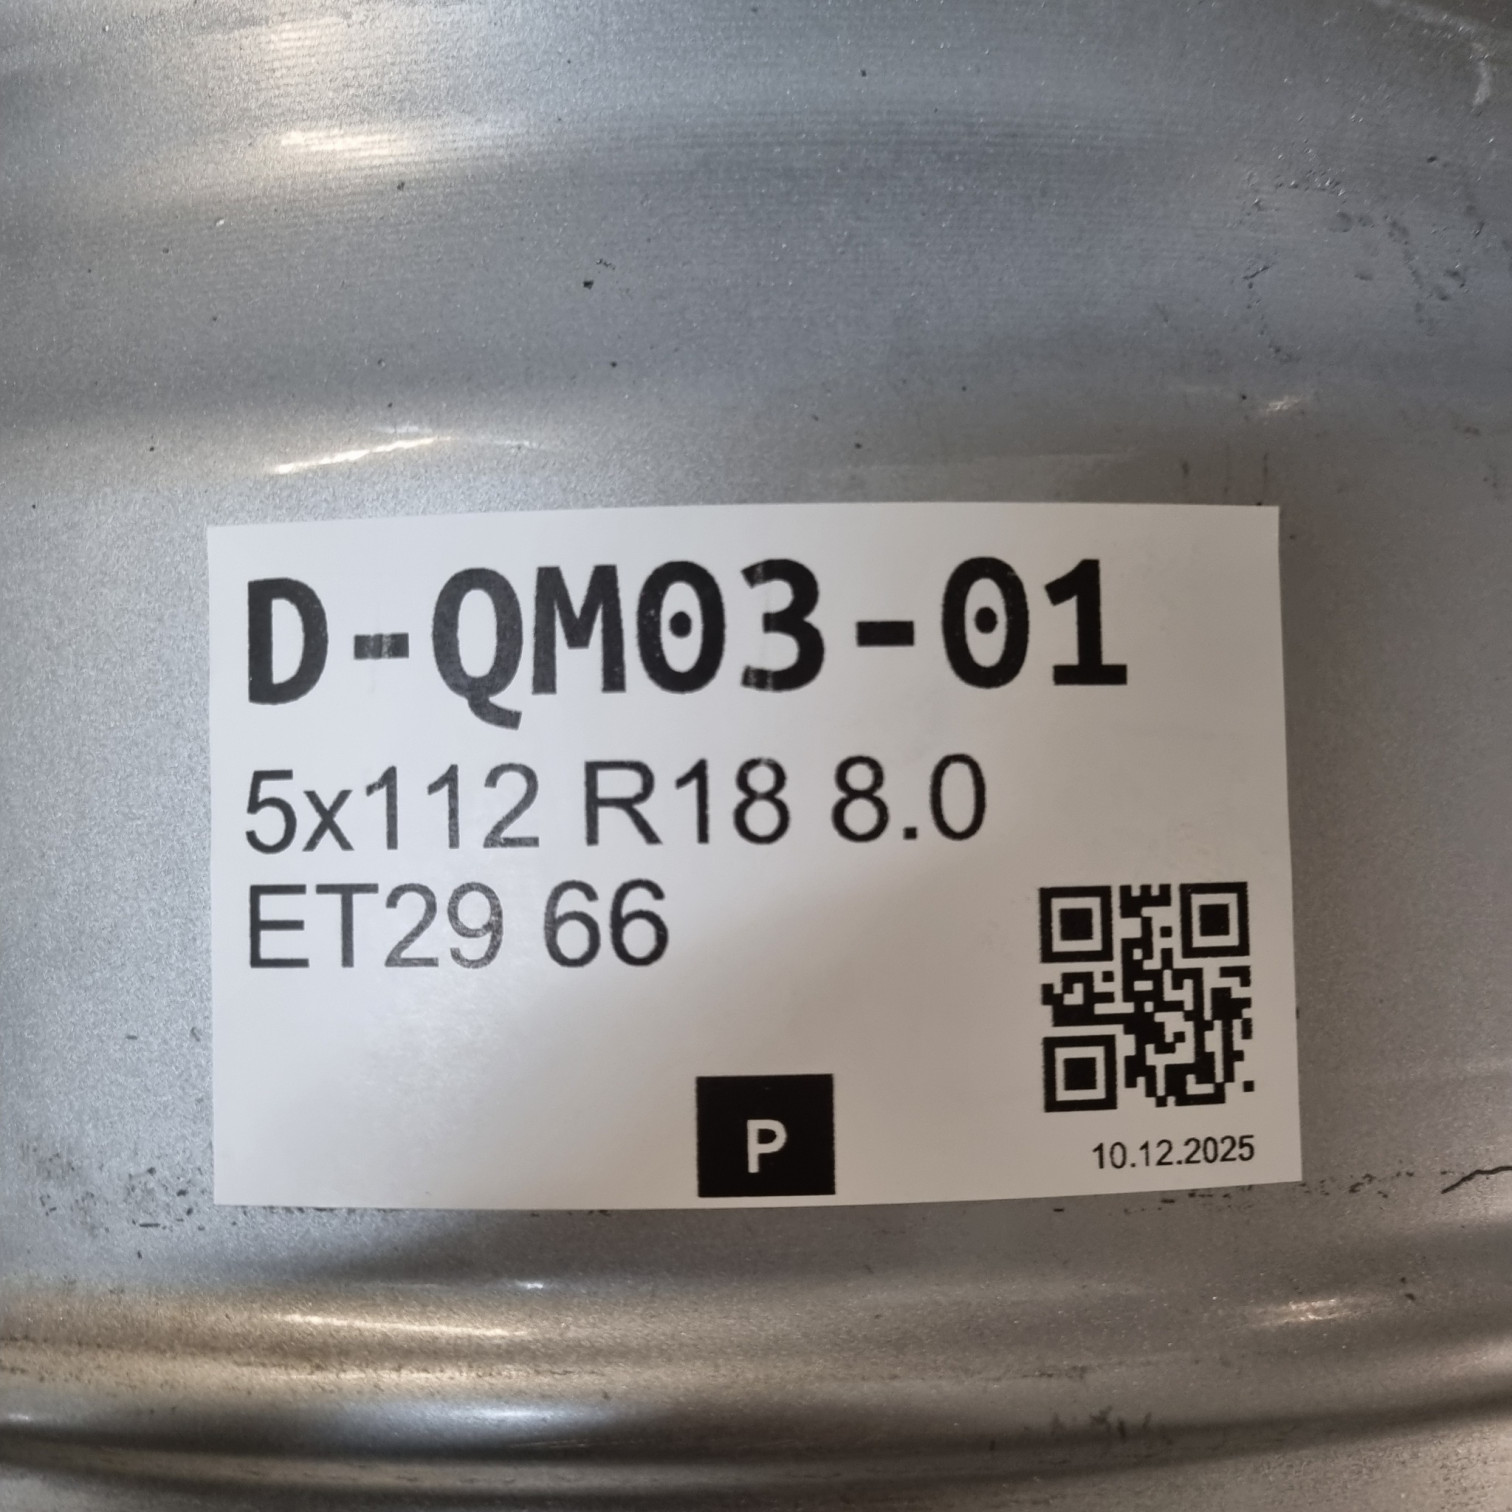 D-QM03-01
5x112 R18 8.0
ET29 66
P
10.12.2025